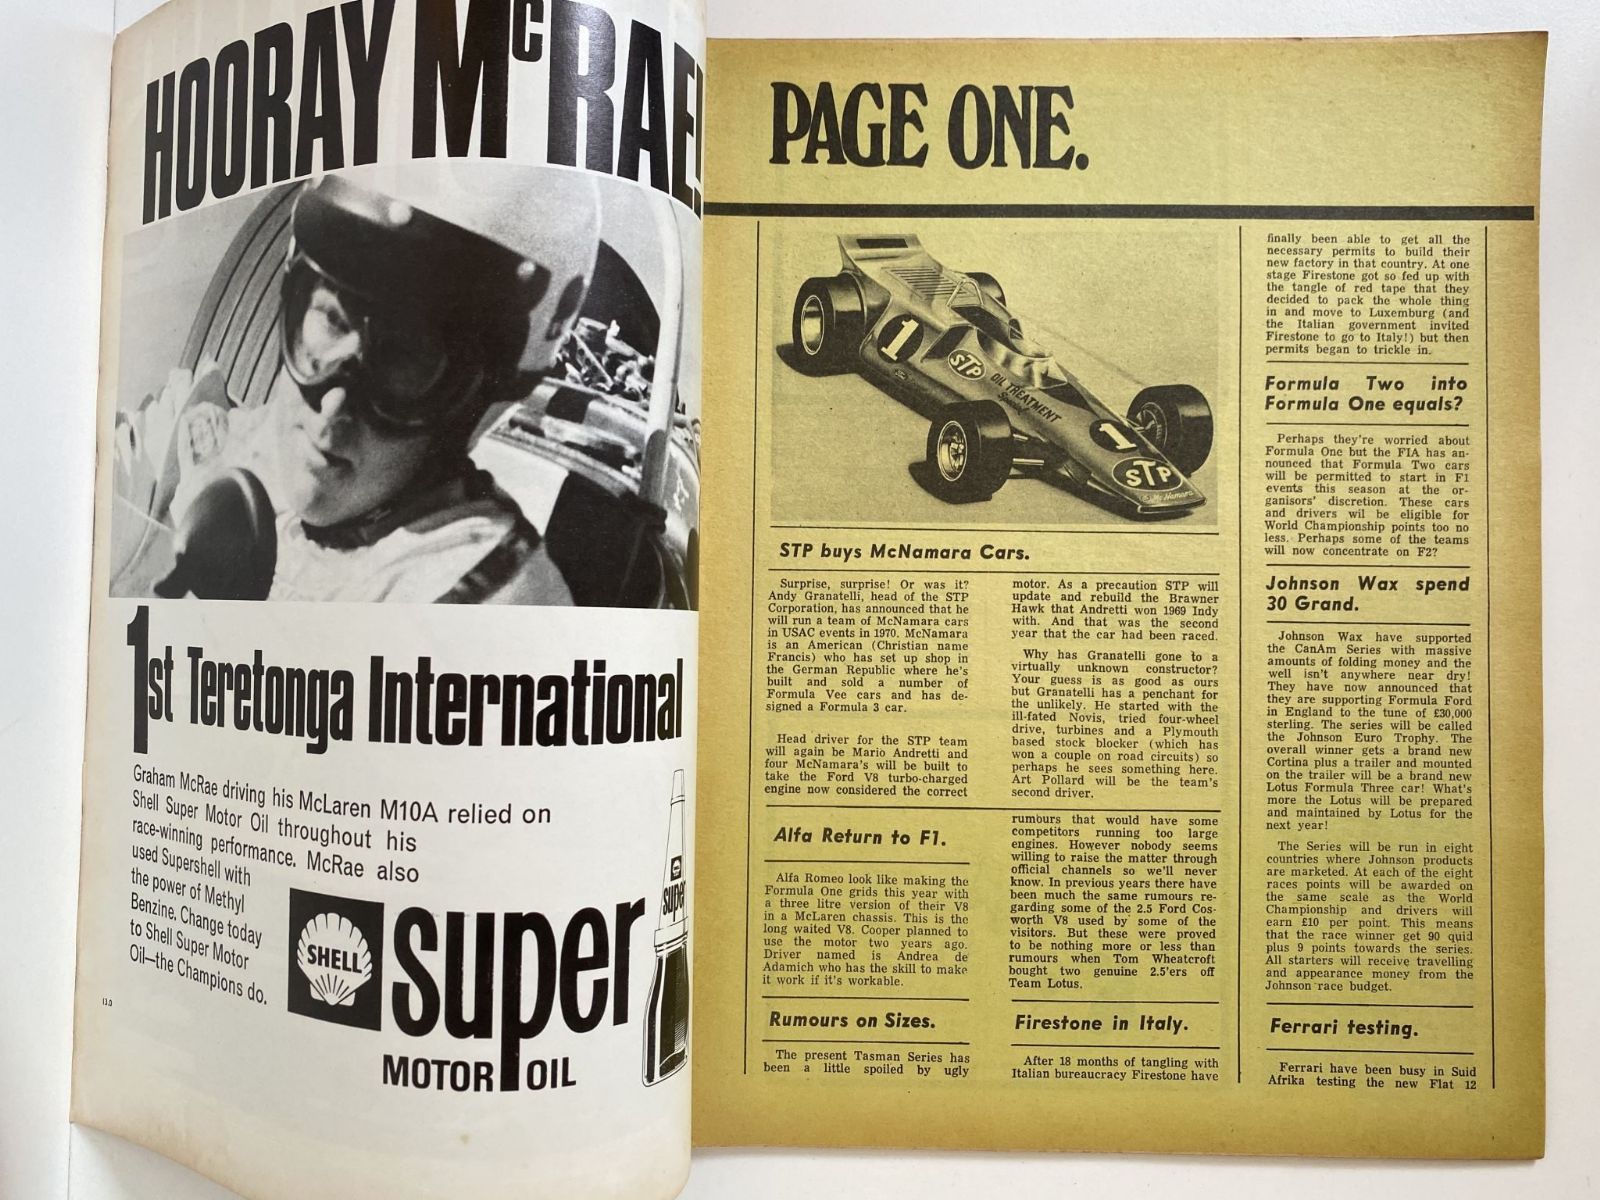 HOORAY McRAE!
1st Teretonga International
Graham McRae driving his McLaren M10A relied on
Shell Super Motor Oil throughout his
race-winning performance. McRae also
used Supershell with
the power of Methyl
Benzine. Change today
to Shell Super Motor
Oil—the Champions do.
SHELL
super
MOTOR OIL
super
PAGE ONE.
1
STP
OIL TREATMENT
Special
1
STP
McNamara
STP buys McNamara Cars.
Surprise, surprise! Or was it?
Andy Granatelli, head of the STP
Corporation, has announced that he
will run a team of McNamara cars
in USAC events in 1970. McNamara
is an American (Christian name
Francis) who has set up shop in
the German Republic where he's
built and sold a number of
Formula Vee cars and has de-
signed a Formula 3 car.
Head driver for the STP team
will again be Mario Andretti and
four McNamara's will be built to
take the Ford V8 turbo-charged
engine now considered the correct
motor. As a precaution STP will
update and rebuild the Brawner
Hawk that Andretti won 1969 Indy
with. And that was the second
year that the car had been raced.
Why has Granatelli gone to a
virtually unknown constructor?
Your guess is as good as ours
but Granatelli has a penchant for
the unlikely. He started with the
ill-fated Novis, tried four-wheel
drive, turbines and a Plymouth
based stock blocker (which has
won a couple on road circuits) so
perhaps he sees something here.
Art Pollard will be the team's
second driver.
Alfa Return to F1.
Alfa Romeo look like making the
Formula One grids this year with
a three litre version of their V8
in a McLaren chassis. This is the
long waited V8. Cooper planned to
use the motor two years ago.
Driver named is Andrea de
Adamich who has the skill to make
it work if it's workable.
Rumours on Sizes.
The present Tasman Series has
been a little spoiled by ugly
rumours that would have some
competitors running too large
engines. However nobody seems
willing to raise the matter through
official channels so we'll never
know. In previous years there have
been much the same rumours re-
garding some of the 2.5 Ford Cos-
worth V8 used by some of the
visitors. But these were proved
to be nothing more or less than
rumours when Tom Wheatcroft
bought two genuine 2.5'ers off
Team Lotus.
Firestone in Italy.
After 18 months of tangling with
Italian bureaucracy Firestone have
finally been able to get all the
necessary permits to build their
new factory in that country. At one
stage Firestone got so fed up with
the tangle of red tape that they
decided to pack the whole thing
in and move to Luxemburg (and
the Italian government invited
Firestone to go to Italy!) but then
permits began to trickle in.
Formula Two into
Formula One equals?
Perhaps they're worried about
Formula One but the FIA has an-
nounced that Formula Two cars
will be permitted to start in F1
events this season at the or-
ganisors' discretion. These cars
and drivers wil be eligible for
World Championship points too no
less. Perhaps some of the teams
will now concentrate on F2?
Johnson Wax spend
30 Grand.
Johnson Wax have supported
the CanAm Series with massive
amounts of folding money and the
well isn't anywhere near dry!
They have now announced that
they are supporting Formula Ford
in England to the tune of £30,000
sterling. The series will be called
the Johnson Euro Trophy. The
overall winner gets a brand new
Cortina plus a trailer and mounted
on the trailer will be a brand new
Lotus Formula Three car! What's
more the Lotus will be prepared
and maintained by Lotus for the
next year!
The Series will be run in eight
countries where Johnson products
are marketed. At each of the eight
races points will be awarded on
the same scale as the World
Championship and drivers will
earn £10 per point. This means
that the race winner get 90 quid
plus 9 points towards the series.
All starters will receive travelling
and appearance money from the
Johnson race budget.
Ferrari testing.
Ferrari have been busy in Suid
Afrika testing the new Flat 12